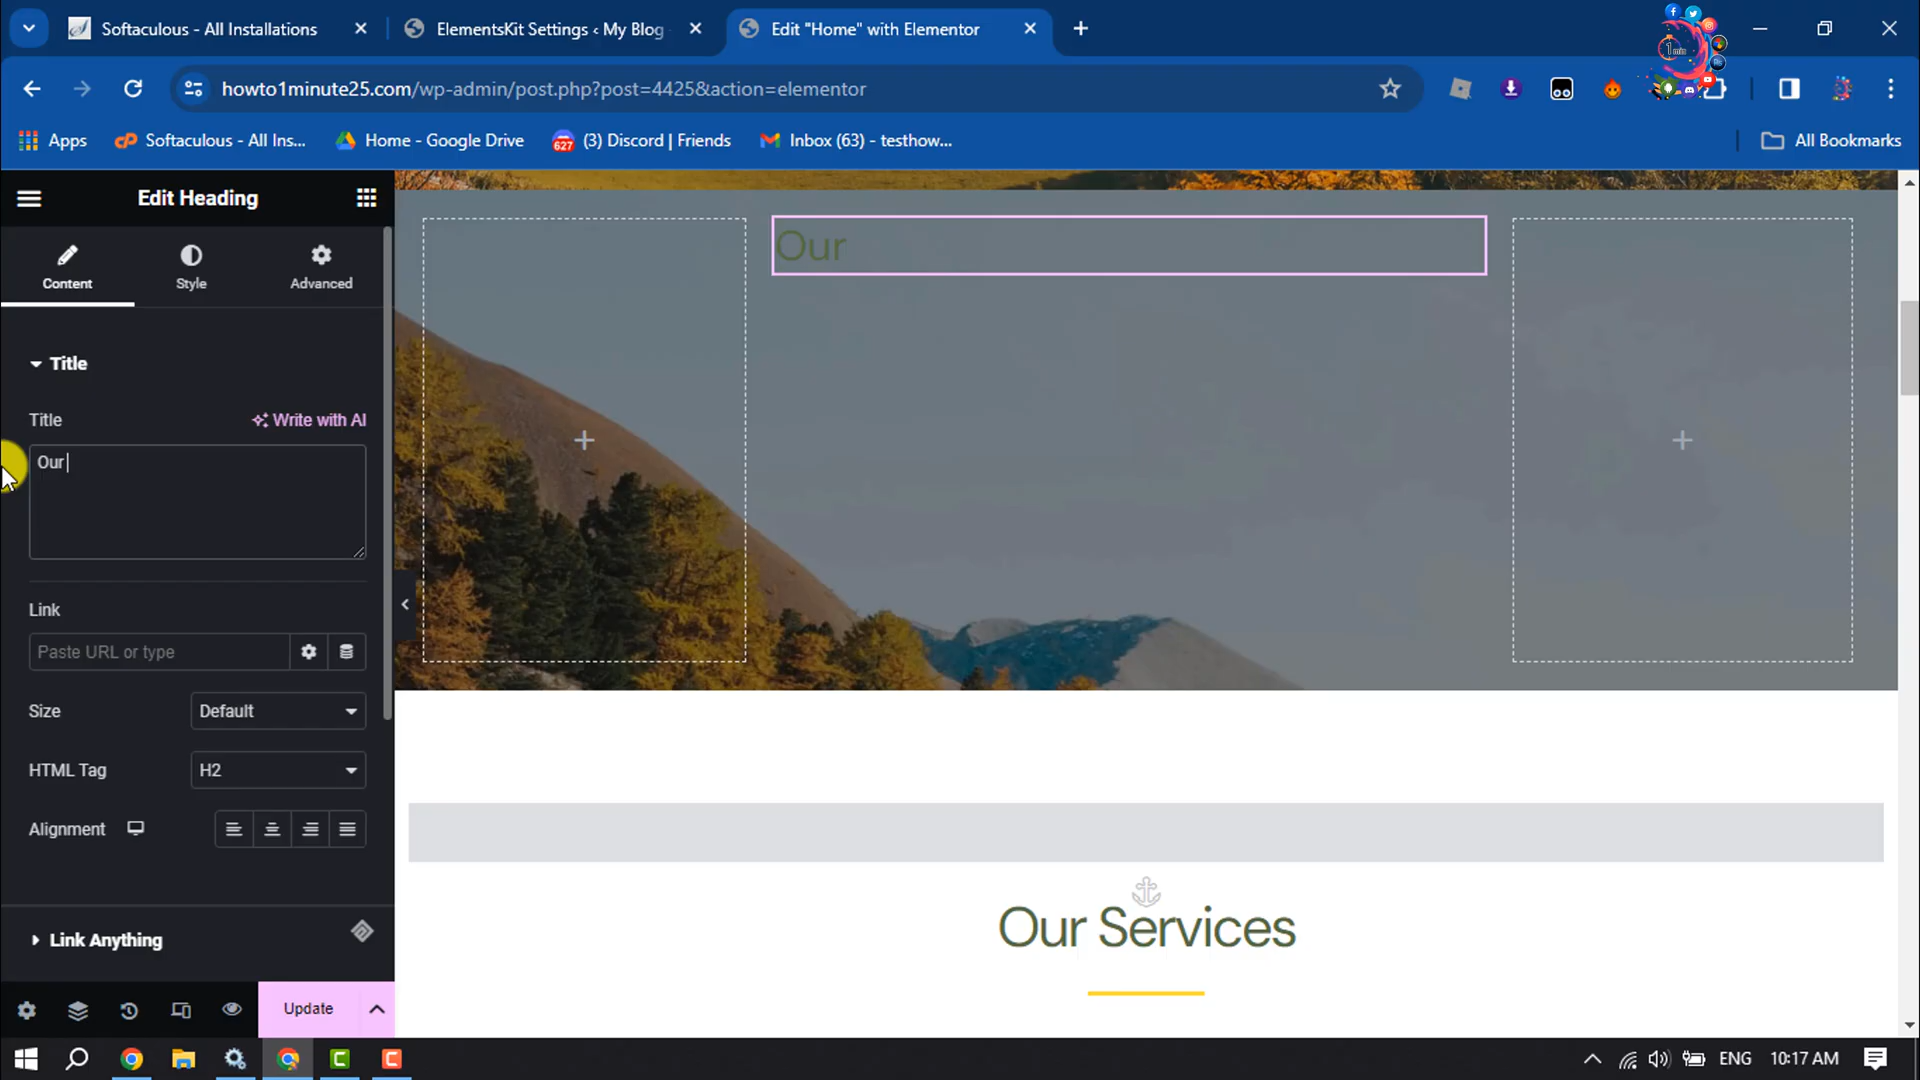 Softaculous - All Installations
ElementsKit Settings ‹ My Blog
Edit "Home" with Elementor
howto1minute25.com/wp-admin/post.php?post=4425&action=elementor
Apps
Softaculous - All Ins...
Home - Google Drive
627
(3) Discord | Friends
Inbox (63) - testhow...
All Bookmarks
Edit Heading
Content
Style
Advanced
Title
Title
Write with AI
Our
Link
Paste URL or type
Size
Default
HTML Tag
H2
Alignment
Link Anything
Update
Our
Our Services
ENG
10:17 AM